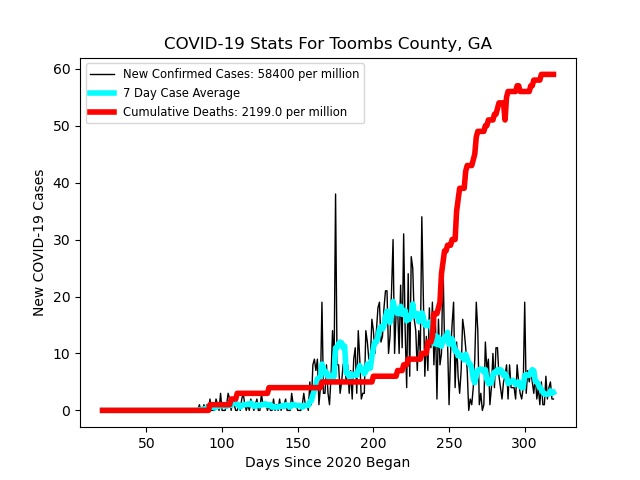 COVID-19 Stats For Toombs County, GA
New Confirmed Cases: 58400 per million
7 Day Case Average
Cumulative Deaths: 2199.0 per million
New COVID-19 Cases
60
50
40
30
20
10
0
50 100 150 200 250 300
Days Since 2020 Began